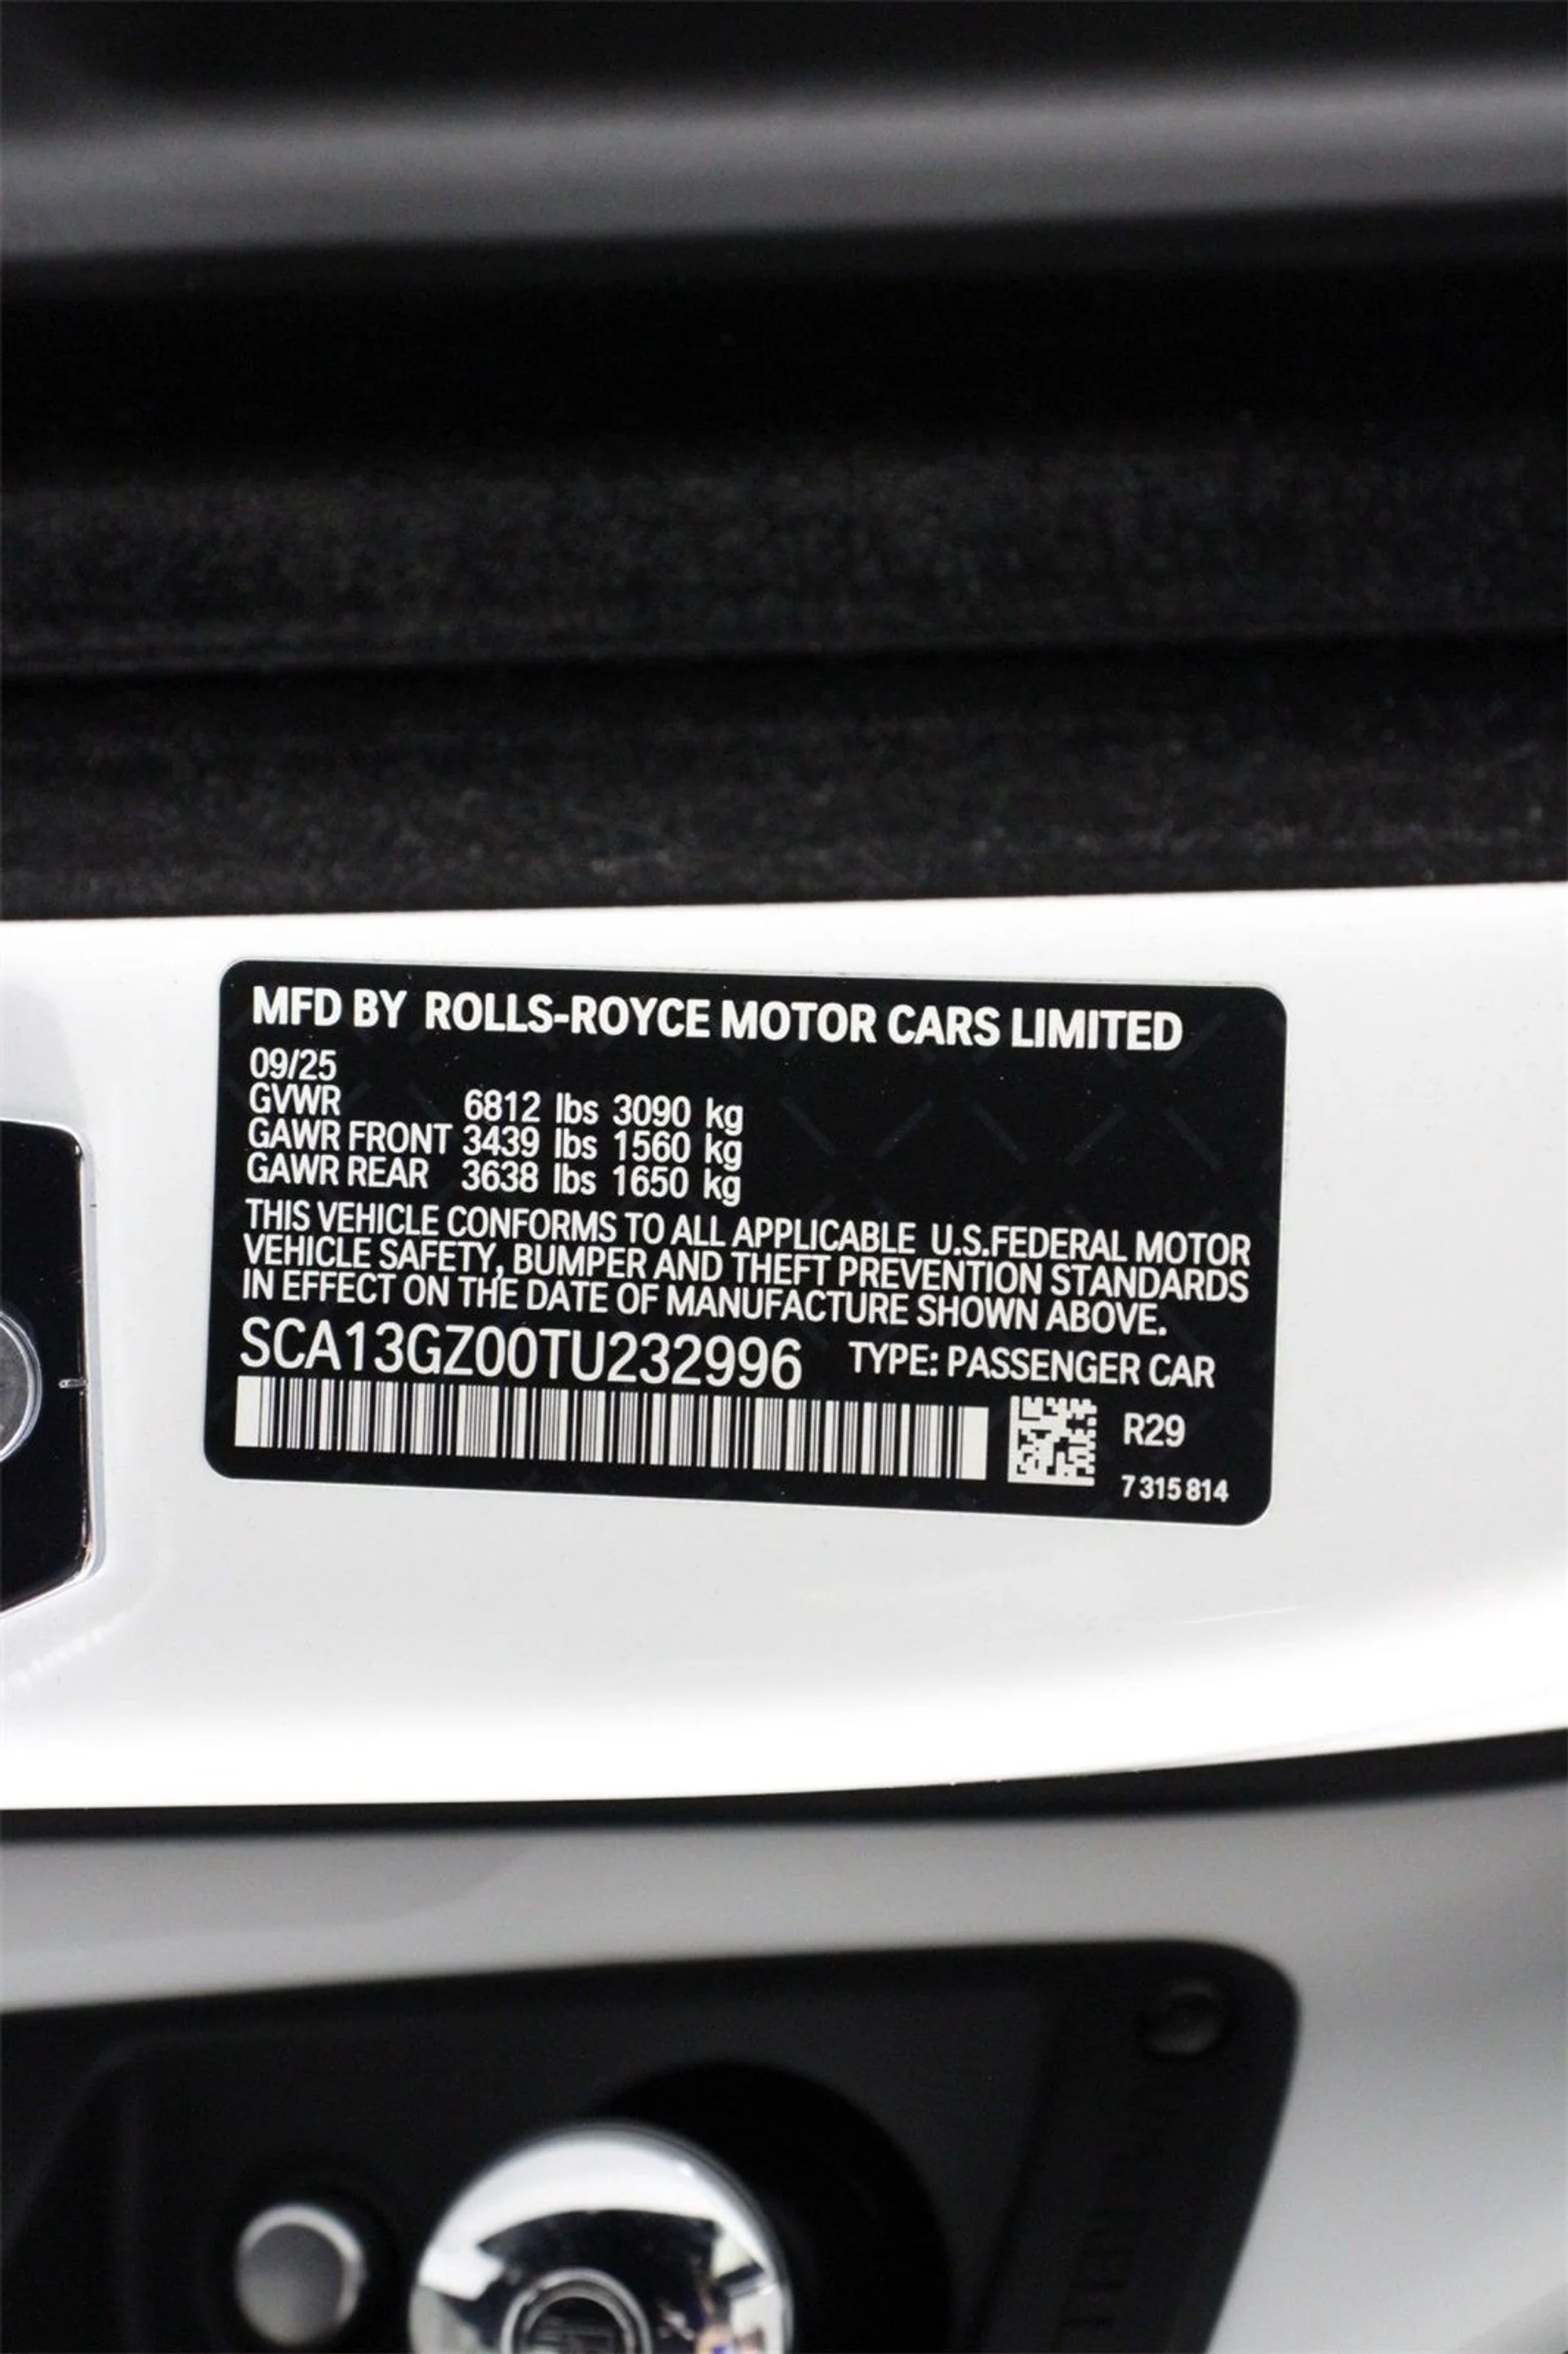 MFD BY ROLLS-ROYCE MOTOR CARS LIMITED
09/25
GVWR 6812 lbs 3090 kg
GAWR FRONT 3439 lbs 1560 kg
GAWR REAR 3638 lbs 1650 kg
THIS VEHICLE CONFORMS TO ALL APPLICABLE U.S.FEDERAL MOTOR
VEHICLE SAFETY, BUMPER AND THEFT PREVENTION STANDARDS
IN EFFECT ON THE DATE OF MANUFACTURE SHOWN ABOVE.
SCA13GZ00TU232996 TYPE: PASSENGER CAR
R29
7 315 814